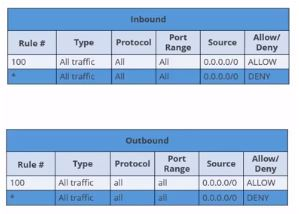 Inbound
Rule # Type Protocol Port Range Source Allow/ Deny
100 All traffic All All 0.0.0.0/0 ALLOW
* All traffic All All 0.0.0.0/0 DENY
Outbound
Rule # Type Protocol Port Range Source Allow/ Deny
100 All traffic all all 0.0.0.0/0 ALLOW
* All traffic all all 0.0.0.0/0 DENY